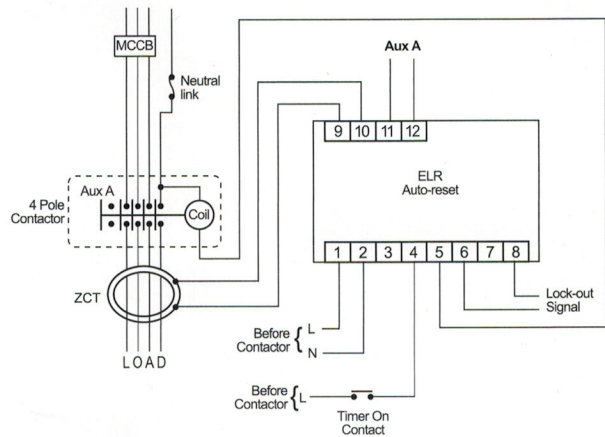 MCCB
Neutral
link
Aux A
9 10 11 12
ELR
Auto-reset
Aux A
4 Pole
Contactor
Coil
1 2 3 4 5 6 7 8
ZCT
Lock-out
Signal
Before
Contactor
{
L
N
LOAD
Before
Contactor
{L
Timer On
Contact